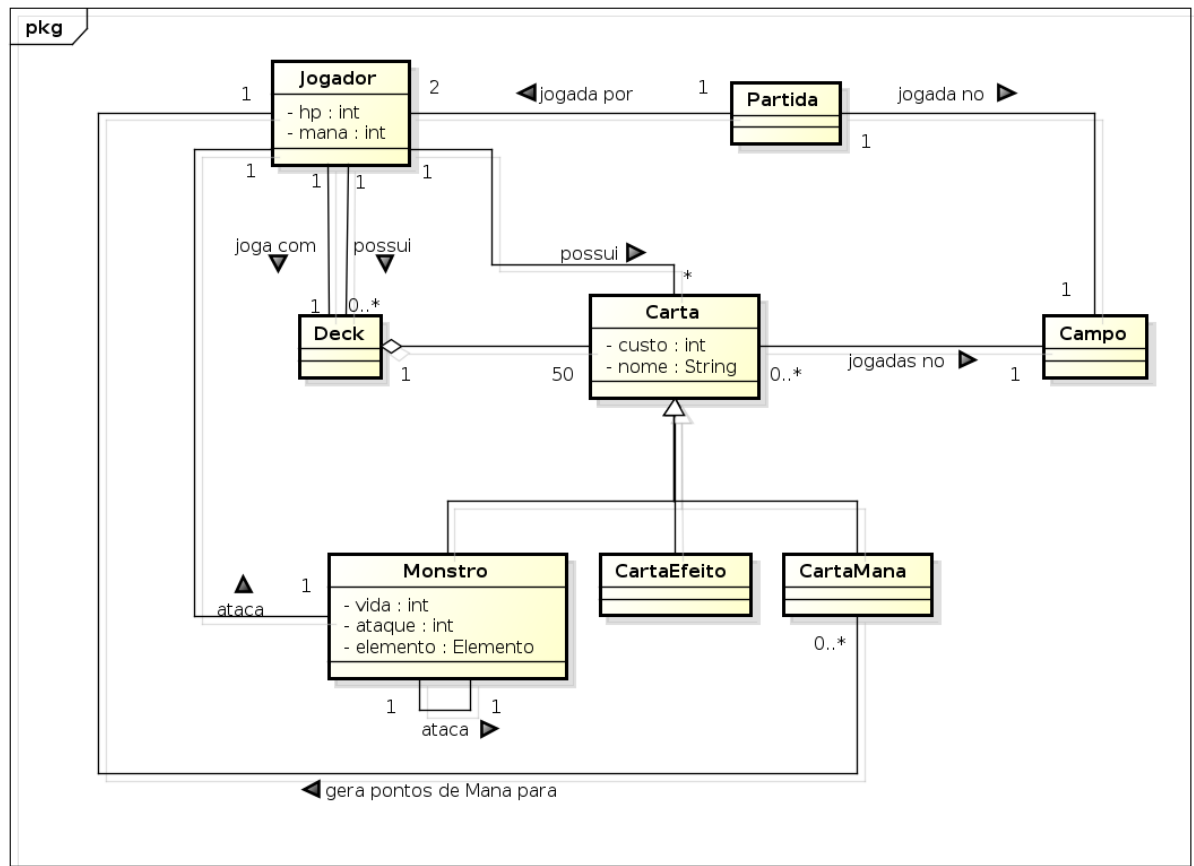 pkg
Jogador
- hp : int
- mana : int
1
2
jogada por
1
Partida
jogada no
1
1
1
1
1
joga com
possui
possui
*
1
0..*
1
Deck
1
50
Carta
- custo : int
- nome : String
0..*
jogadas no
1
Campo
Monstro
- vida : int
- ataque : int
- elemento : Elemento
1
ataca
CartaEfeito
CartaMana
0..*
1
1
ataca
gera pontos de Mana para